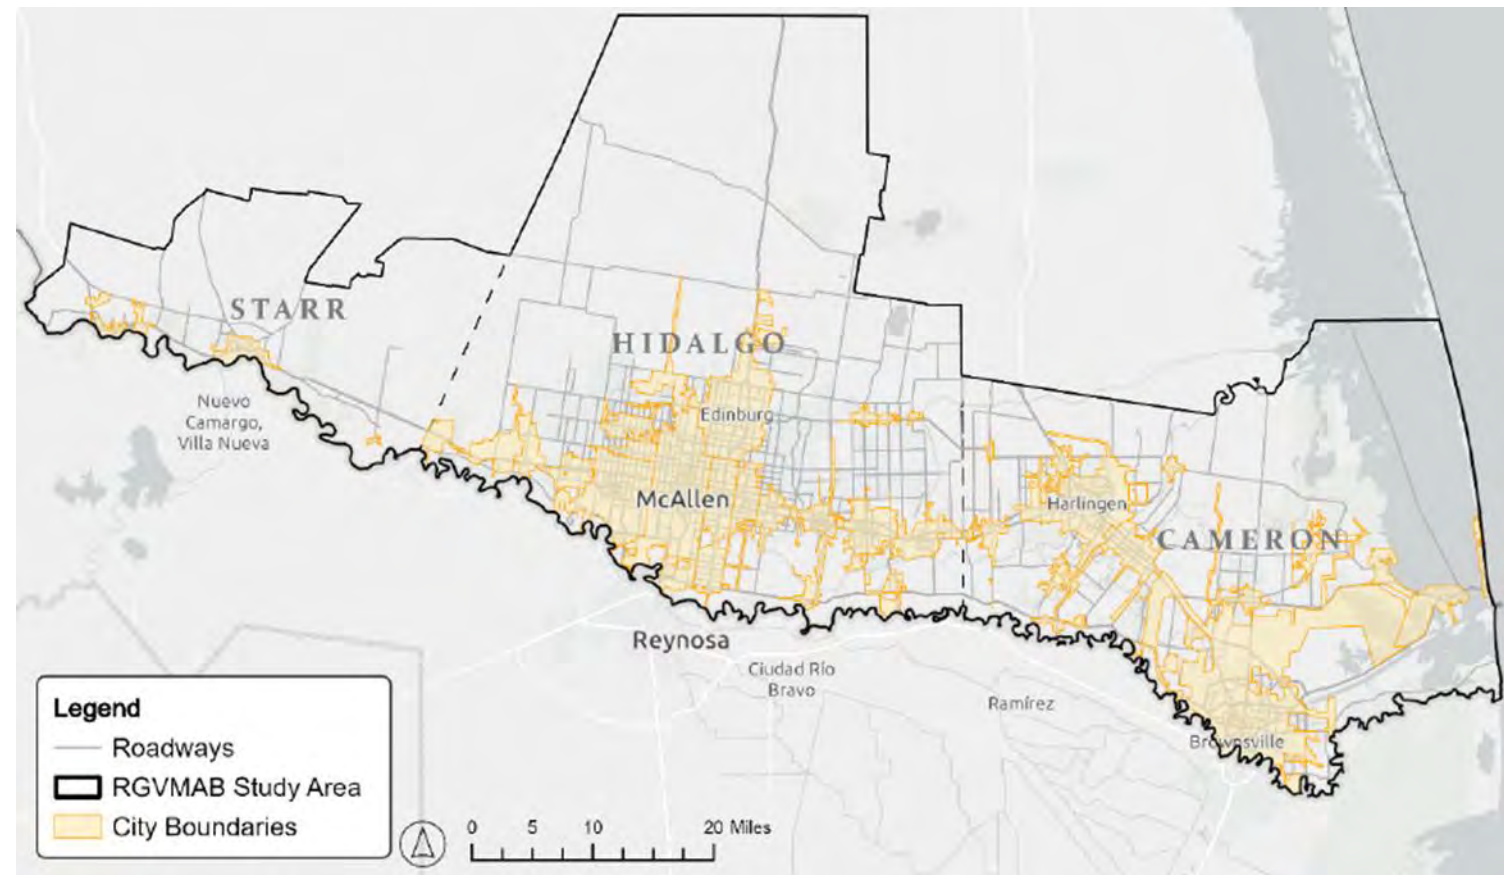 STARR
HIDALGO
Nuevo
Camargo,
Villa Nueva
Edinburg
McAllen
Harlingen
CAMERON
Reynosa
Ciudad Río
Bravo
Ramírez
Brownsville
Legend
Roadways
RGVMAB Study Area
City Boundaries
0 5 10 20 Miles